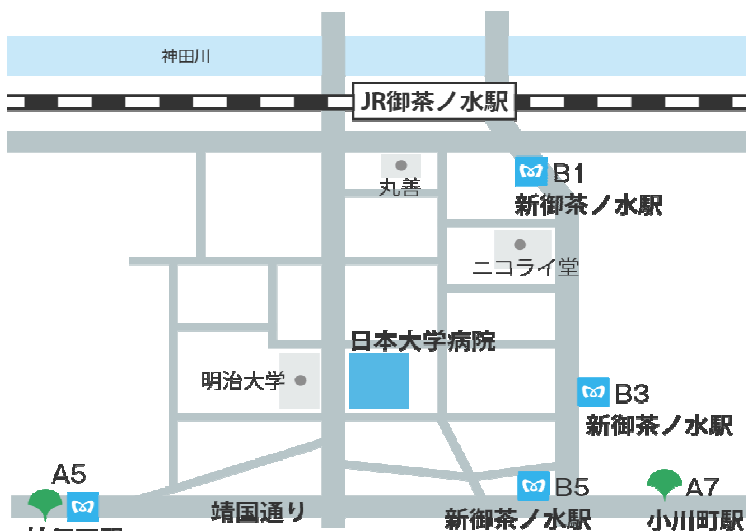 神田川
JR御茶ノ水駅
丸善
B1
新御茶ノ水駅
ニコライ堂
日本大学病院
明治大学
B3
新御茶ノ水駅
A5
靖国通り
B5
新御茶ノ水駅
A7
小川町駅